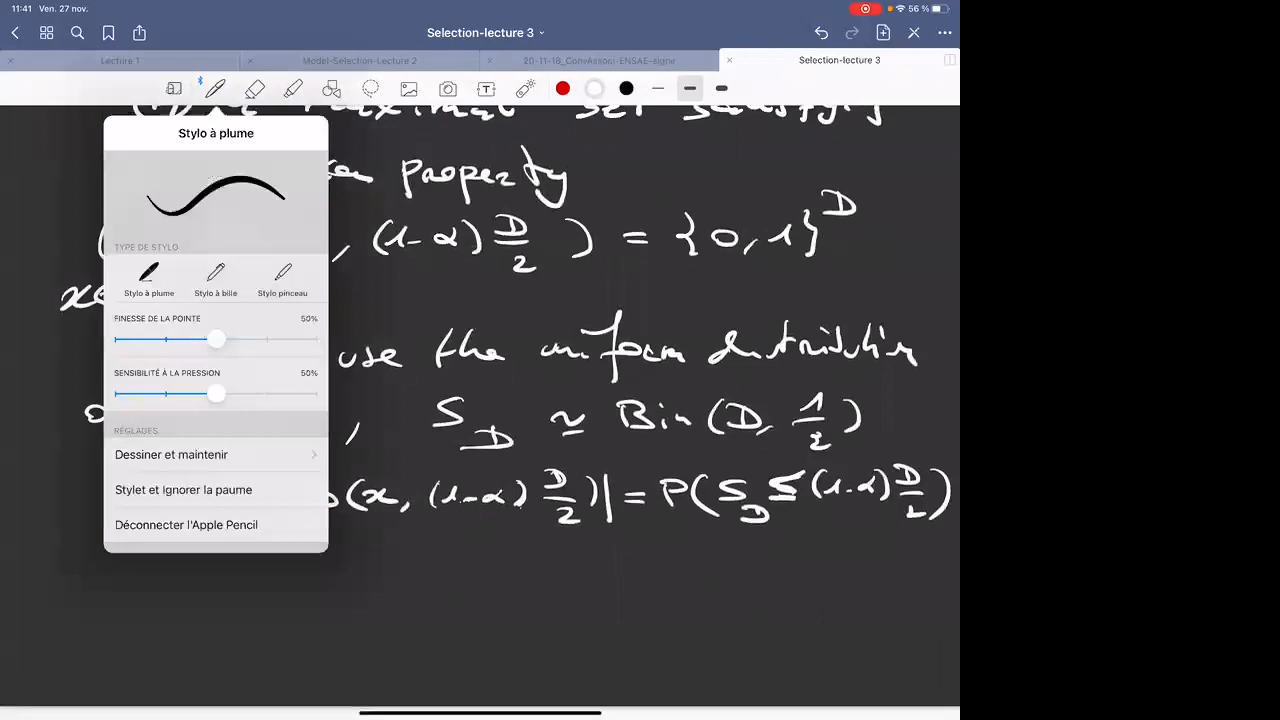 11:41 Ven. 27 nov. 56 %
Selection-lecture 3
Lecture 1 Model-Selection-Lecture 2 20-11-18_ConvAssoci-ENSAE-signe Selection-lecture 3
set satisfying
Stylo à plume
property
, (1-α) D/2 ) = {0,1}^D
TYPE DE STYLO
Stylo à plume Stylo à bille Stylo pinceau
FINESSE DE LA POINTE 50%
use the uniform distribution
SENSIBILITÉ À LA PRESSION 50%
, S_D ≃ Bin(D, 1/2)
RÉGLAGES
Dessiner et maintenir
Stylet et ignorer la paume
(x, (1-α) D/2)| = P(S_D ≤ (1-α) D/2)
Déconnecter l'Apple Pencil